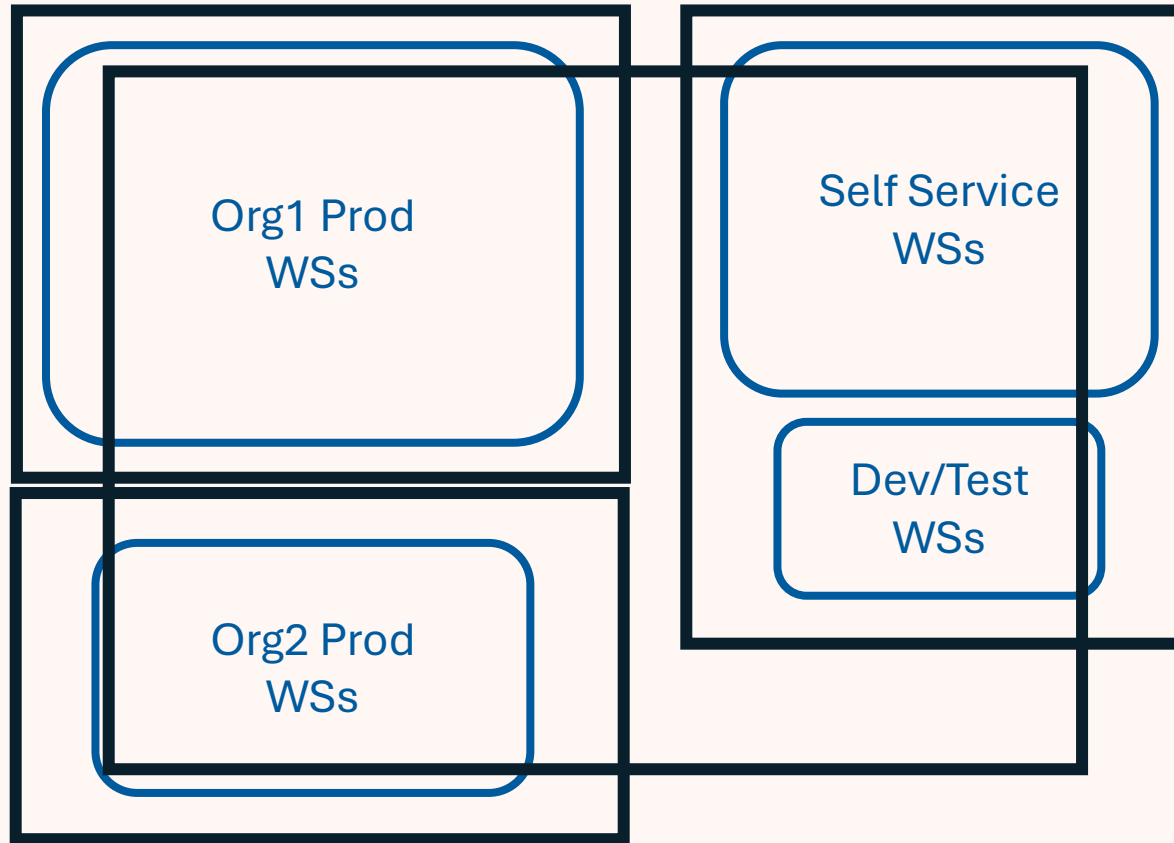 Org1 Prod
WSs
Self Service
WSs
Dev/Test
WSs
Org2 Prod
WSs